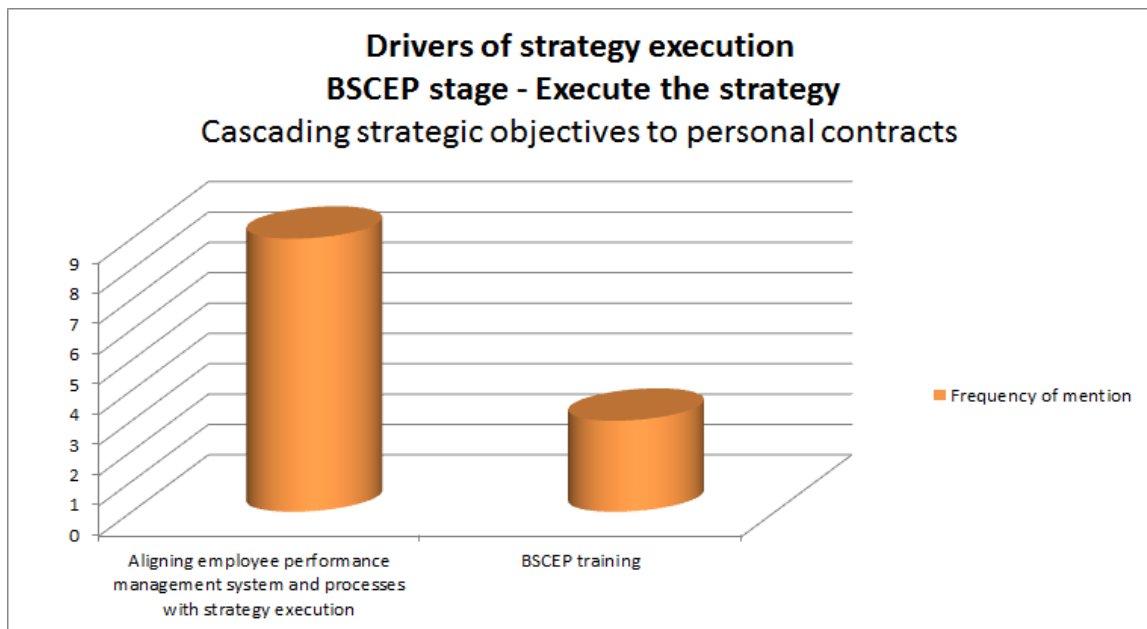 Drivers of strategy execution
BSCEP stage - Execute the strategy
Cascading strategic objectives to personal contracts
9
8
7
6
5
4
3
2
1
0
Aligning employee performance
management system and processes
with strategy execution
BSCEP training
Frequency of mention